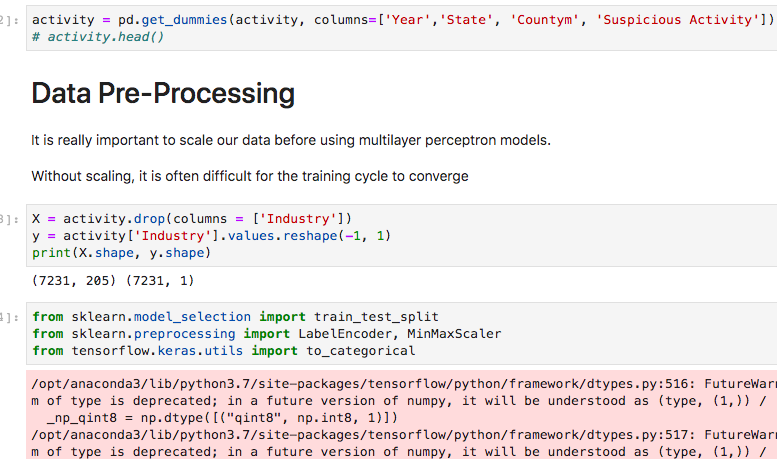 2]: activity = pd.get_dummies(activity, columns=['Year','State', 'Countym', 'Suspicious Activity'])
# activity.head()
Data Pre-Processing
It is really important to scale our data before using multilayer perceptron models.
Without scaling, it is often difficult for the training cycle to converge
3]: X = activity.drop(columns = ['Industry'])
y = activity['Industry'].values.reshape(-1, 1)
print(X.shape, y.shape)
(7231, 205) (7231, 1)
4]: from sklearn.model_selection import train_test_split
from sklearn.preprocessing import LabelEncoder, MinMaxScaler
from tensorflow.keras.utils import to_categorical
/opt/anaconda3/lib/python3.7/site-packages/tensorflow/python/framework/dtypes.py:516: FutureWarn
m of type is deprecated; in a future version of numpy, it will be understood as (type, (1,)) /
_np_qint8 = np.dtype([("qint8", np.int8, 1)])
/opt/anaconda3/lib/python3.7/site-packages/tensorflow/python/framework/dtypes.py:517: FutureWarn
m of type is deprecated; in a future version of numpy, it will be understood as (type, (1,)) /